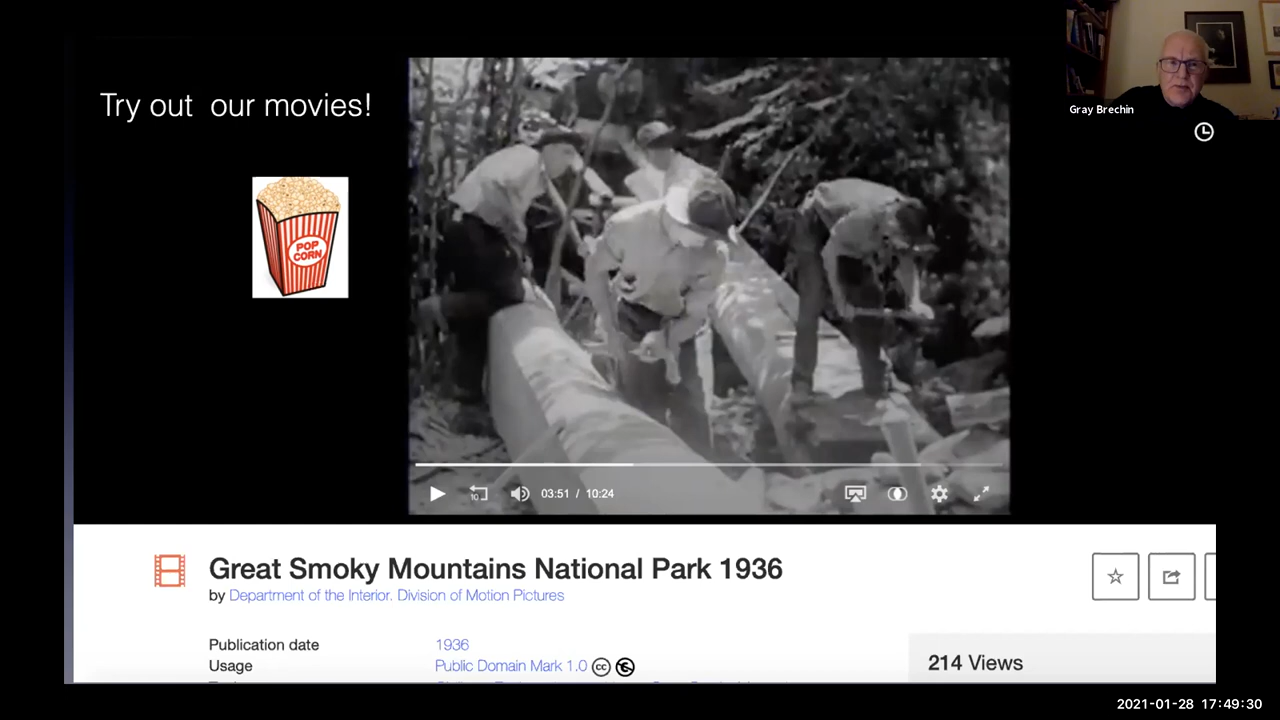 Try out our movies!
Gray Brechin
POP
CORN
10
03:51 / 10:24
Great Smoky Mountains National Park 1936
by Department of the Interior. Division of Motion Pictures
Publication date 1936
Usage Public Domain Mark 1.0
cc
214 Views
2021-01-28 17:49:30